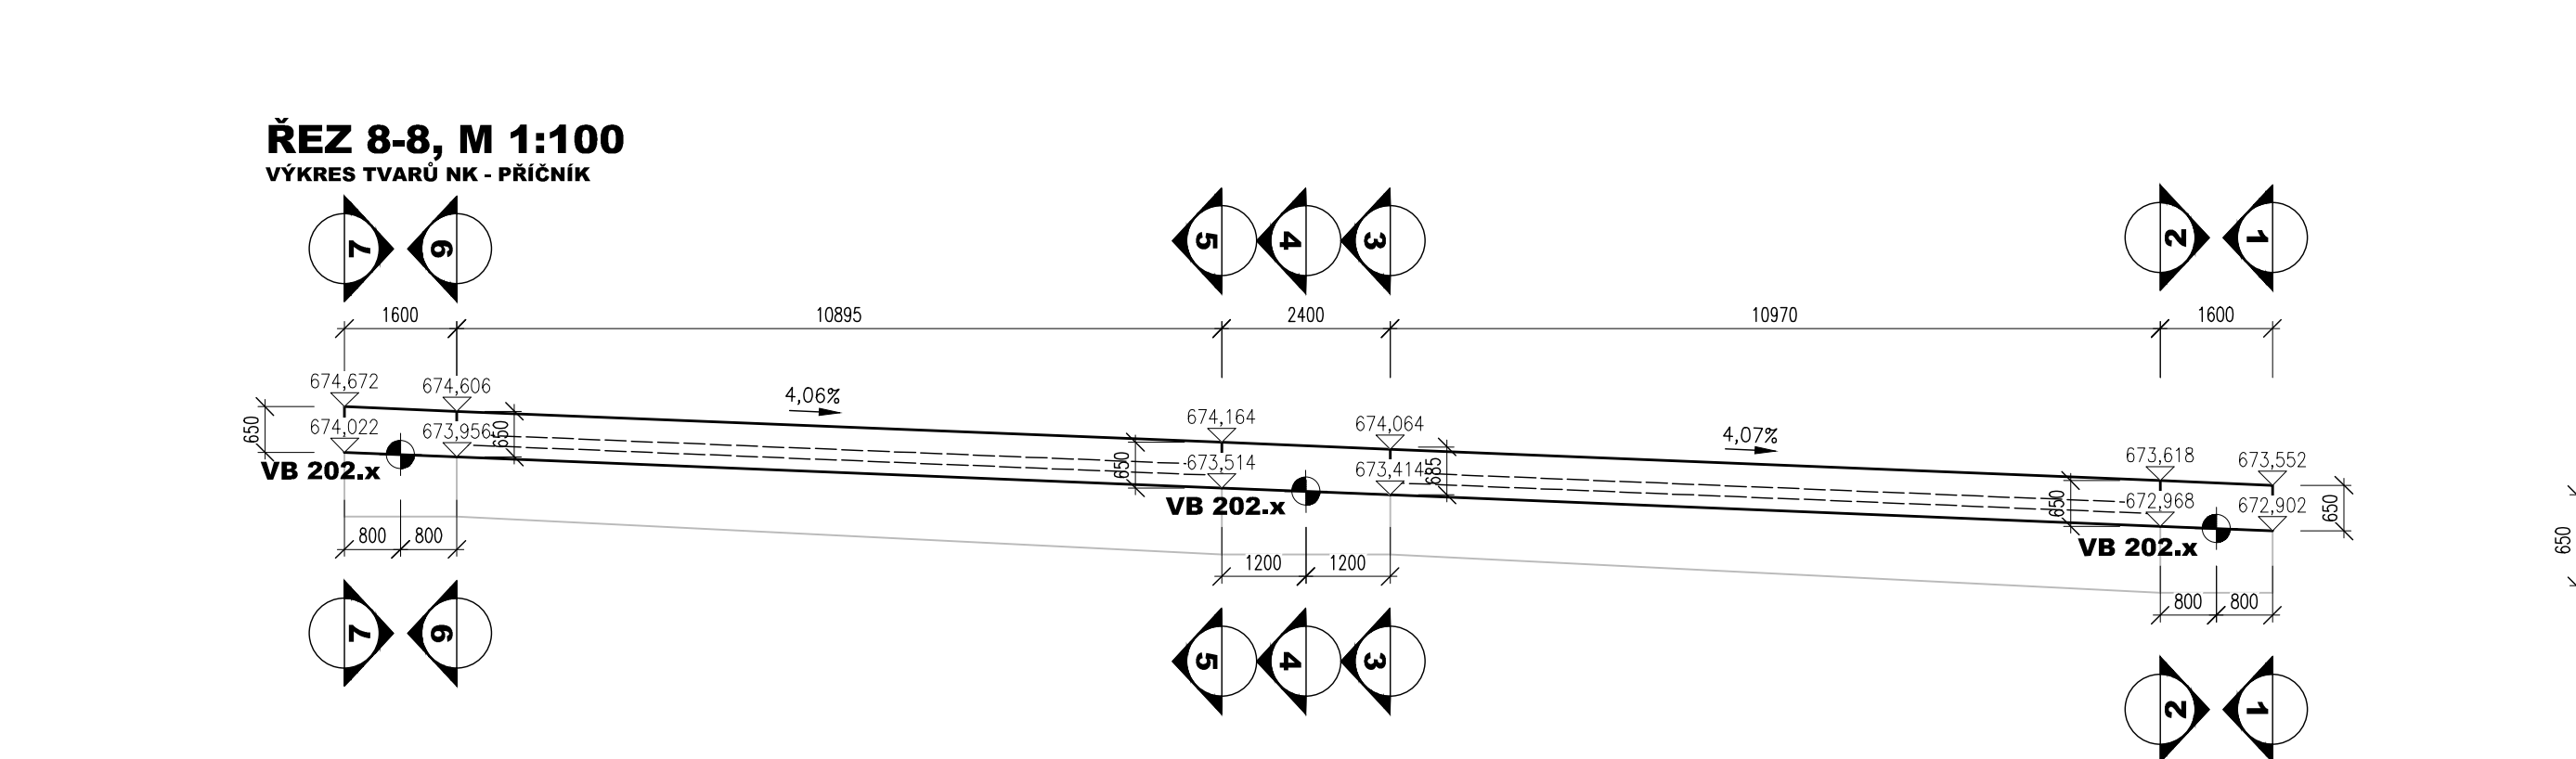 ŘEZ 8-8, M 1:100
VÝKRES TVARŮ NK - PŘÍČNÍK
7 6 5 4 3 2 1
1600 10895 2400 10970 1600
674,672 674,606 4,06% 674,164 674,064 4,07% 673,618 673,552
650 650 650 685 650 650 650
674,022 673,956 673,514 673,414 672,968 672,902
VB 202.x VB 202.x VB 202.x
800 800 1200 1200 800 800
7 6 5 4 3 2 1